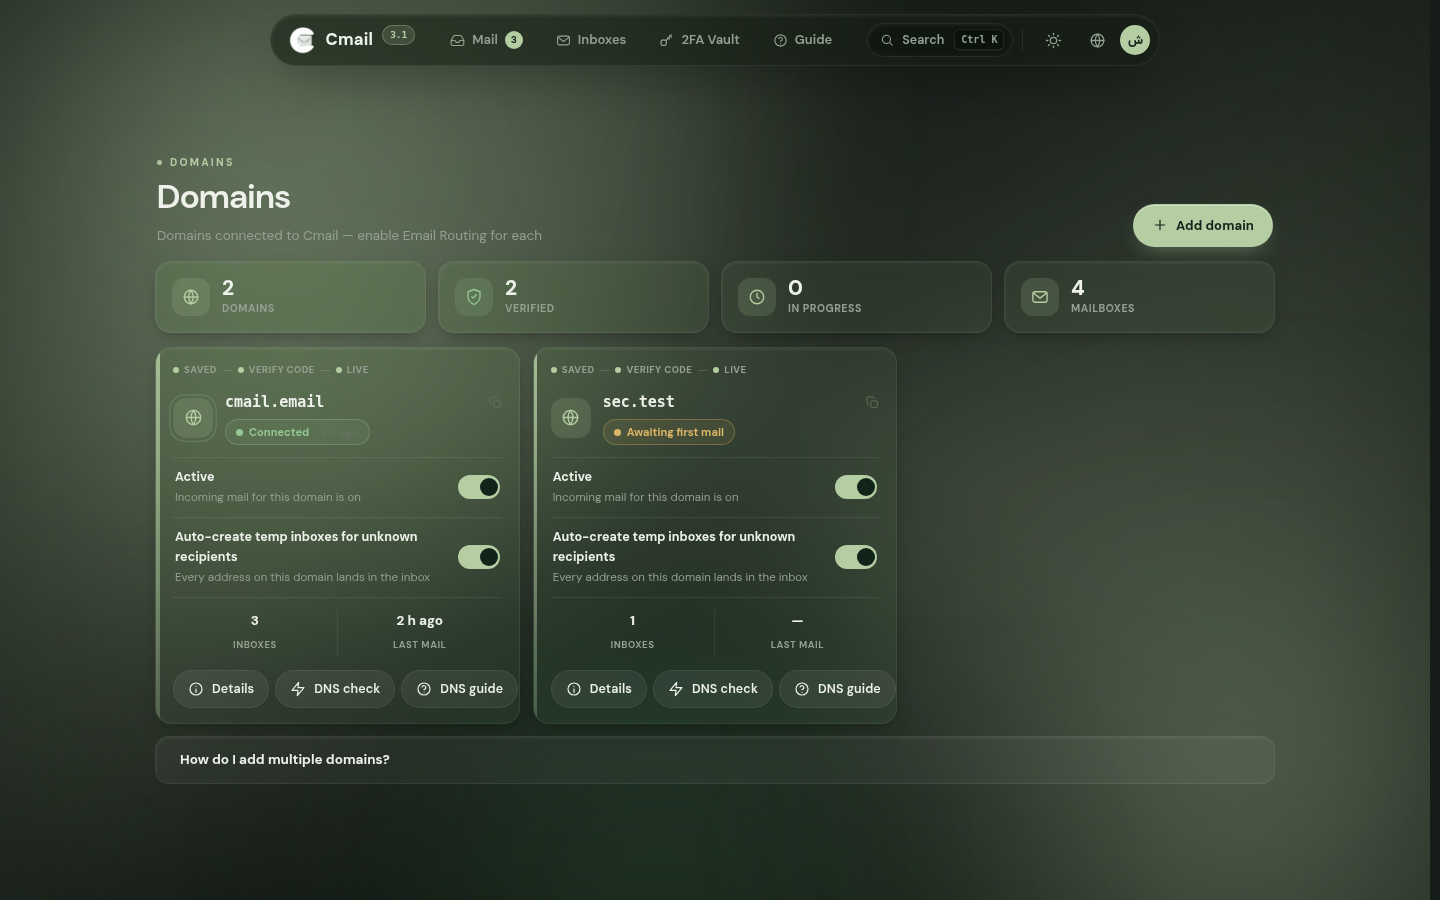 Cmail 3.1 Mail 3 Inboxes 2FA Vault Guide Search Ctrl K ش
DOMAINS
Domains
Domains connected to Cmail — enable Email Routing for each
Add domain
2
DOMAINS
2
VERIFIED
0
IN PROGRESS
4
MAILBOXES
SAVED — VERIFY CODE — LIVE
cmail.email
Connected
Active
Incoming mail for this domain is on
Auto-create temp inboxes for unknown
recipients
Every address on this domain lands in the inbox
3
INBOXES
2 h ago
LAST MAIL
Details DNS check DNS guide
SAVED — VERIFY CODE — LIVE
sec.test
Awaiting first mail
Active
Incoming mail for this domain is on
Auto-create temp inboxes for unknown
recipients
Every address on this domain lands in the inbox
1
INBOXES
—
LAST MAIL
Details DNS check DNS guide
How do I add multiple domains?